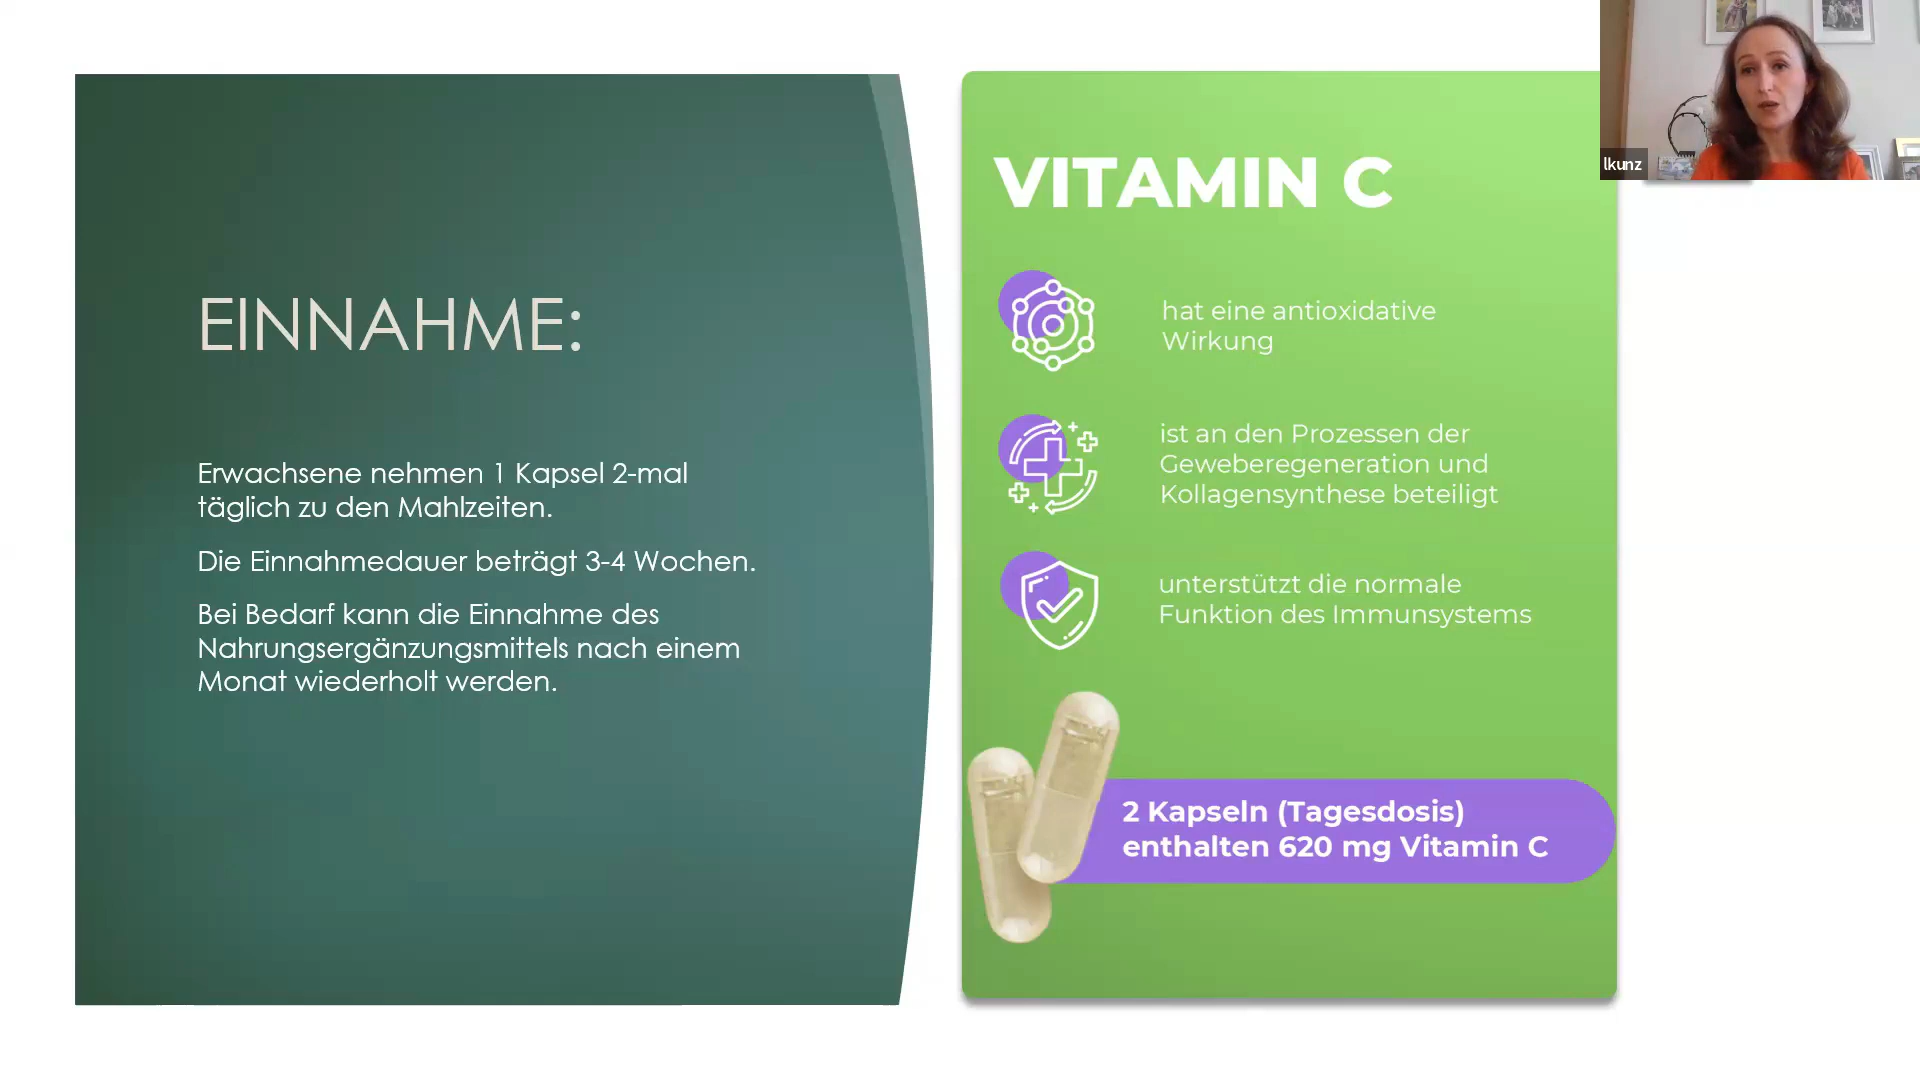 EINNAHME:
Erwachsene nehmen 1 Kapsel 2-mal
täglich zu den Mahlzeiten.
Die Einnahmedauer beträgt 3-4 Wochen.
Bei Bedarf kann die Einnahme des
Nahrungsergänzungsmittels nach einem
Monat wiederholt werden.
VITAMIN C
hat eine antioxidative
Wirkung
ist an den Prozessen der
Geweberegeneration und
Kollagensynthese beteiligt
unterstützt die normale
Funktion des Immunsystems
2 Kapseln (Tagesdosis)
enthalten 620 mg Vitamin C
lkunz